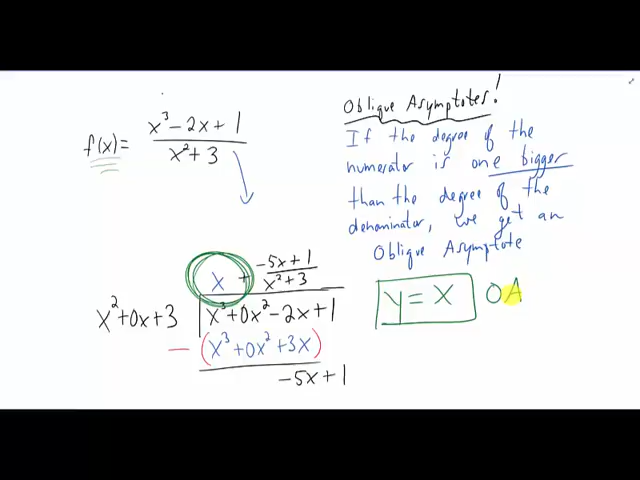 Oblique Asymptotes!
f(x) = x³ - 2x + 1
x² + 3
If the degree of the
numerator is one bigger
than the degree of the
denominator, we get an
Oblique Asymptote
x + -5x + 1
x² + 3
x² + 0x + 3 x³ + 0x² - 2x + 1
- (x³ + 0x² + 3x)
-5x + 1
y = x OA